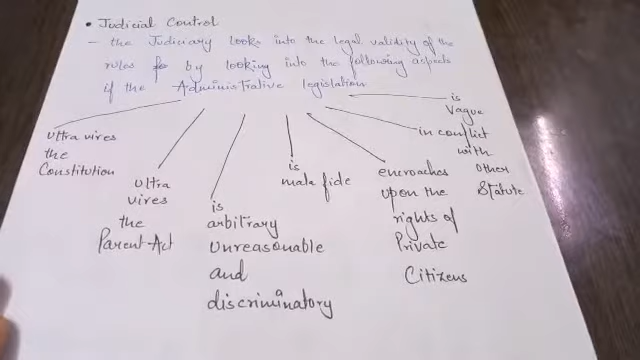 • Judicial Control
- the Judiciary looks into the legal validity of the
rules by looking into the following aspects
if the Administrative legislation
Ultra vires
the
Constitution
Ultra
vires
the
Parent Act
is
arbitrary
unreasonable
and
discriminatory
is
mala fide
encroaches
upon the
rights of
Private
Citizens
in conflict
with
other
Statute
is
Vague